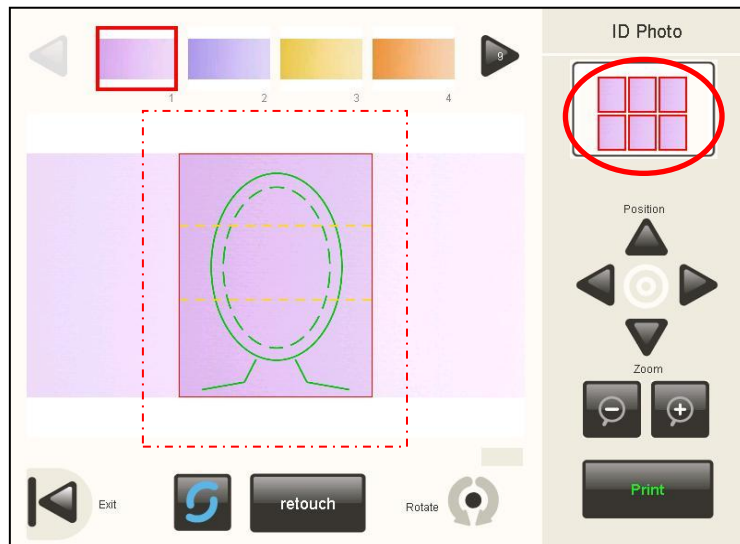 ID Photo
9
1 2 3 4
Position
Zoom
Exit
retouch
Rotate
Print